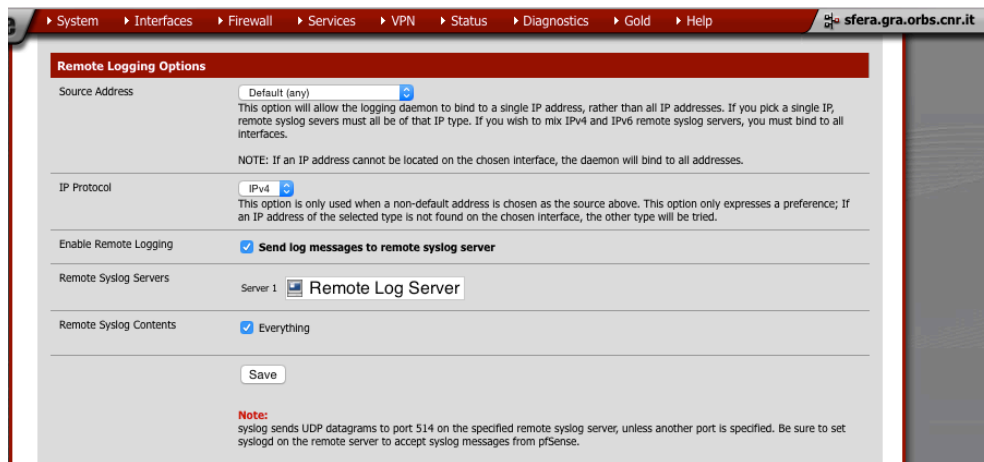 System Interfaces Firewall Services VPN Status Diagnostics Gold Help sfera.gra.orbs.cnr.it
Remote Logging Options
Source Address
Default (any)
This option will allow the logging daemon to bind to a single IP address, rather than all IP addresses. If you pick a single IP,
remote syslog severs must all be of that IP type. If you wish to mix IPv4 and IPv6 remote syslog servers, you must bind to all
interfaces.
NOTE: If an IP address cannot be located on the chosen interface, the daemon will bind to all addresses.
IP Protocol
IPv4
This option is only used when a non-default address is chosen as the source above. This option only expresses a preference; If
an IP address of the selected type is not found on the chosen interface, the other type will be tried.
Enable Remote Logging
Send log messages to remote syslog server
Remote Syslog Servers
Server 1 Remote Log Server
Remote Syslog Contents
Everything
Save
Note:
syslog sends UDP datagrams to port 514 on the specified remote syslog server, unless another port is specified. Be sure to set
syslogd on the remote server to accept syslog messages from pfSense.